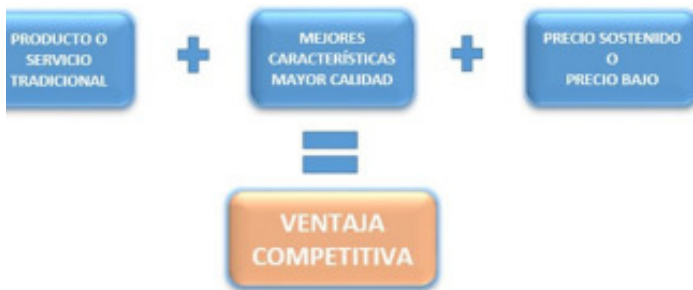 PRODUCTO O
SERVICIO
TRADICIONAL
MEJORES
CARACTERÍSTICAS
MAYOR CALIDAD
PRECIO SOSTENIDO
O
PRECIO BAJO
VENTAJA
COMPETITIVA